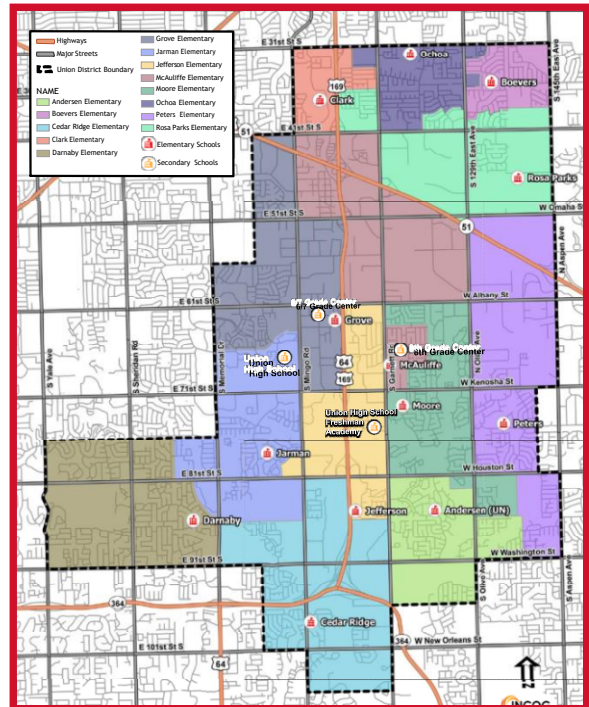 Highways
Major Streets
Union District Boundary
NAME
Andersen Elementary
Boevers Elementary
Cedar Ridge Elementary
Clark Elementary
Darnaby Elementary
Grove Elementary
Jarman Elementary
Jefferson Elementary
McAuliffe Elementary
Moore Elementary
Ochoa Elementary
Peters Elementary
Rosa Parks Elementary
Elementary Schools
Secondary Schools
E 31st St S
Ochoa
Boevers
S 145th East Ave
169
Clark
51
E 41st St S
S 129th East Ave
Rosa Parks
W Omaha St
E 51st St S
51
N Aspen Ave
E 61st St S
W Albany St
6/7 Grade Center
Grove
8th Grade Center
McAuliffe
Union
High School
S Yale Ave
S Sheridan Rd
S Memorial Dr
S Mingo Rd
64
169
E 71st St S
W Kenosha St
Moore
Union High School
Freshman
Academy
Peters
Jarman
E 81st St S
W Houston St
Darnaby
Jefferson
Andersen (UN)
E 91st St S
W Washington St
S Olive Ave
S Aspen Ave
364
Cedar Ridge
364
W New Orleans St
E 101st St S
64
N
INCOG